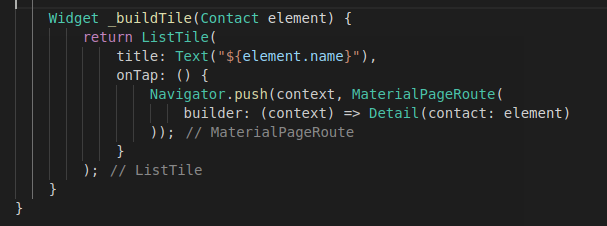 Widget _buildTile(Contact element) {
return ListTile(
title: Text("${element.name}"),
onTap: () {
Navigator.push(context, MaterialPageRoute(
builder: (context) => Detail(contact: element)
)); // MaterialPageRoute
}
); // ListTile
}
}